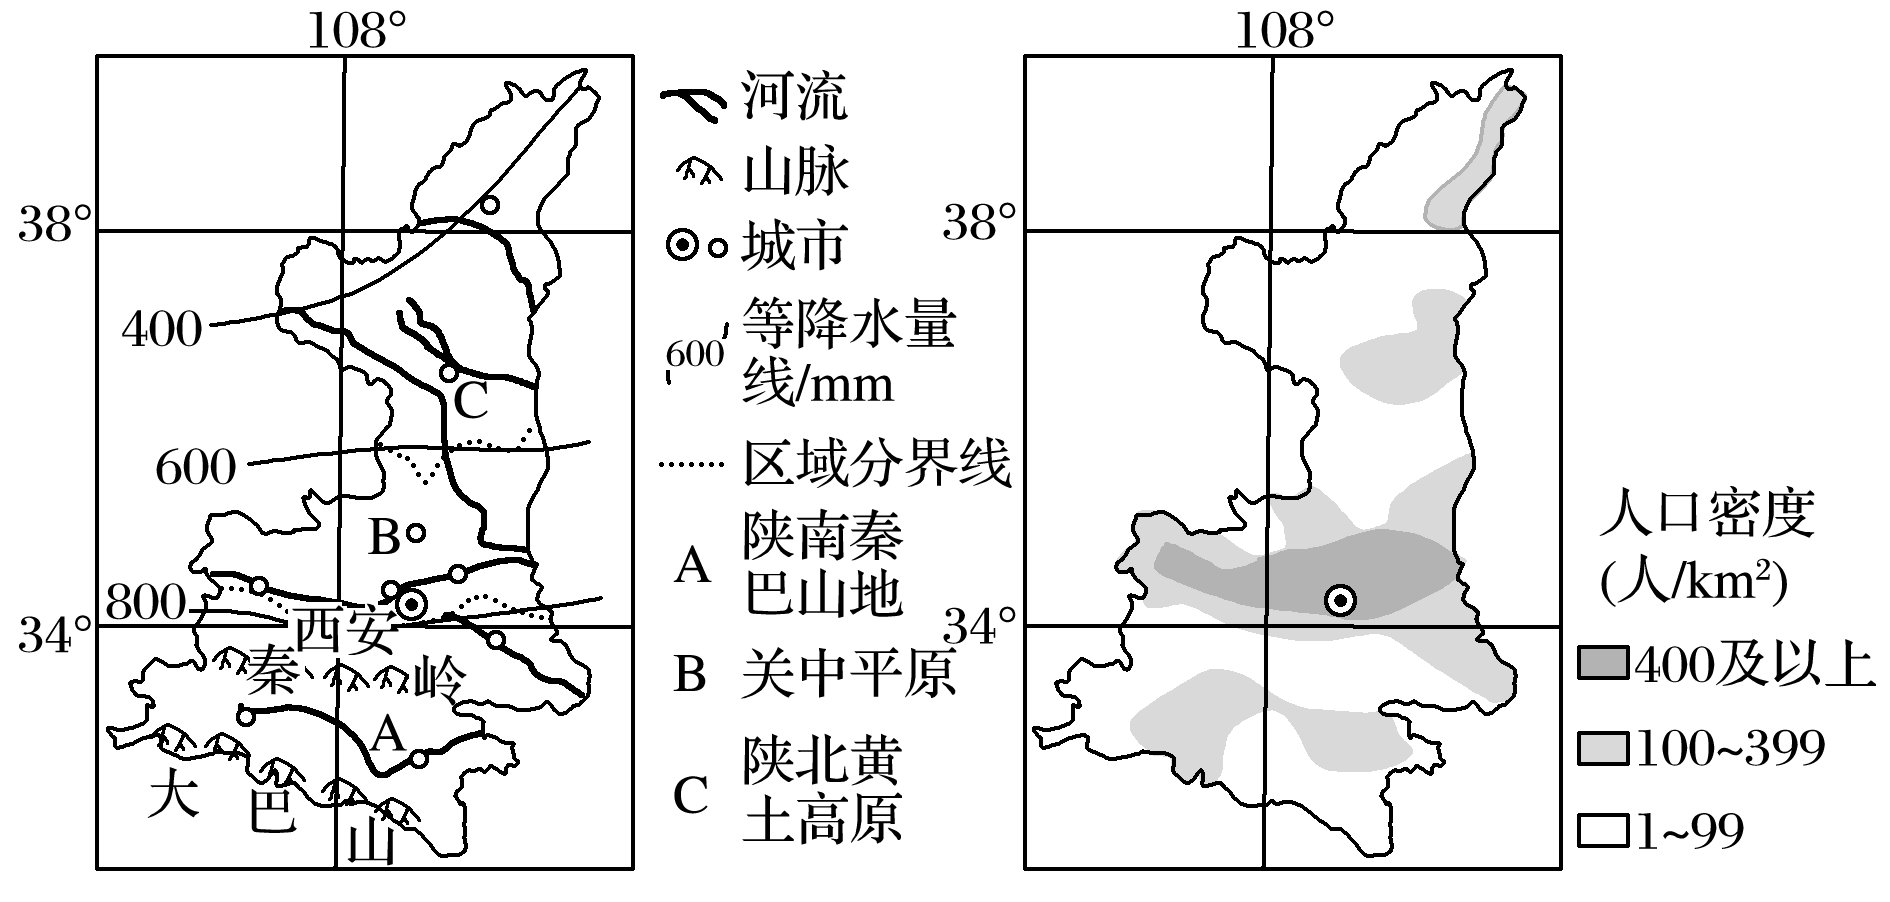 108°
38°
400
600
800
34°
B
C
西安
秦
岭
A
大
巴
山
河流
山脉
城市
600
等降水量
线/mm
区域分界线
A
陕南秦
巴山地
B
关中平原
C
陕北黄
土高原
108°
38°
34°
人口密度
(人/km²)
400及以上
100~399
1~99